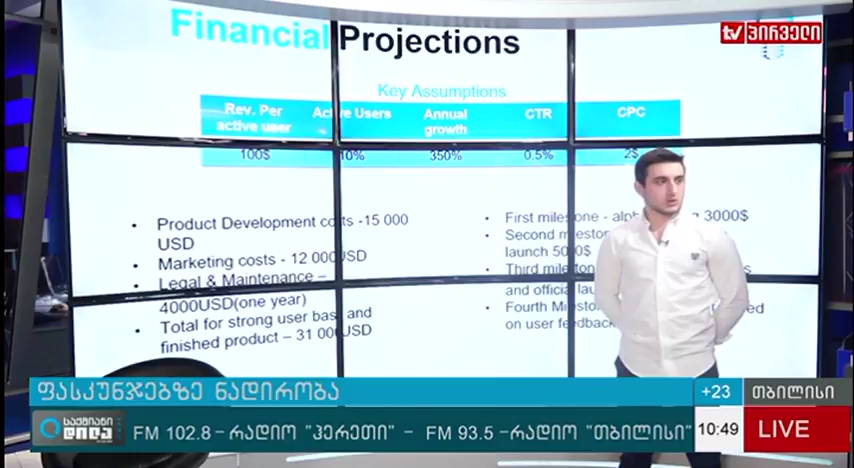 Financial Projections
tv პირველი
Key Assumptions
Rev. Per active user
Active Users
Annual growth
CTR
CPC
100$
10%
350%
0.5%
2$
• Product Development costs -15 000
USD
• Marketing costs - 12 000USD
• Legal & Maintenance –
4000USD(one year)
• Total for strong user base and
finished product – 31 000USD
• First milestone - 3000$
• Second
launch 5000$
• Third
and official
• Fourth
on user feedback
ფასკუნჯებზე ნადირობა
+23 თბილისი
საქმიანი
დილა
FM 102.8 – რადიო "ჰერეთი" – FM 93.5 – რადიო "თბილისი"
10:49 LIVE